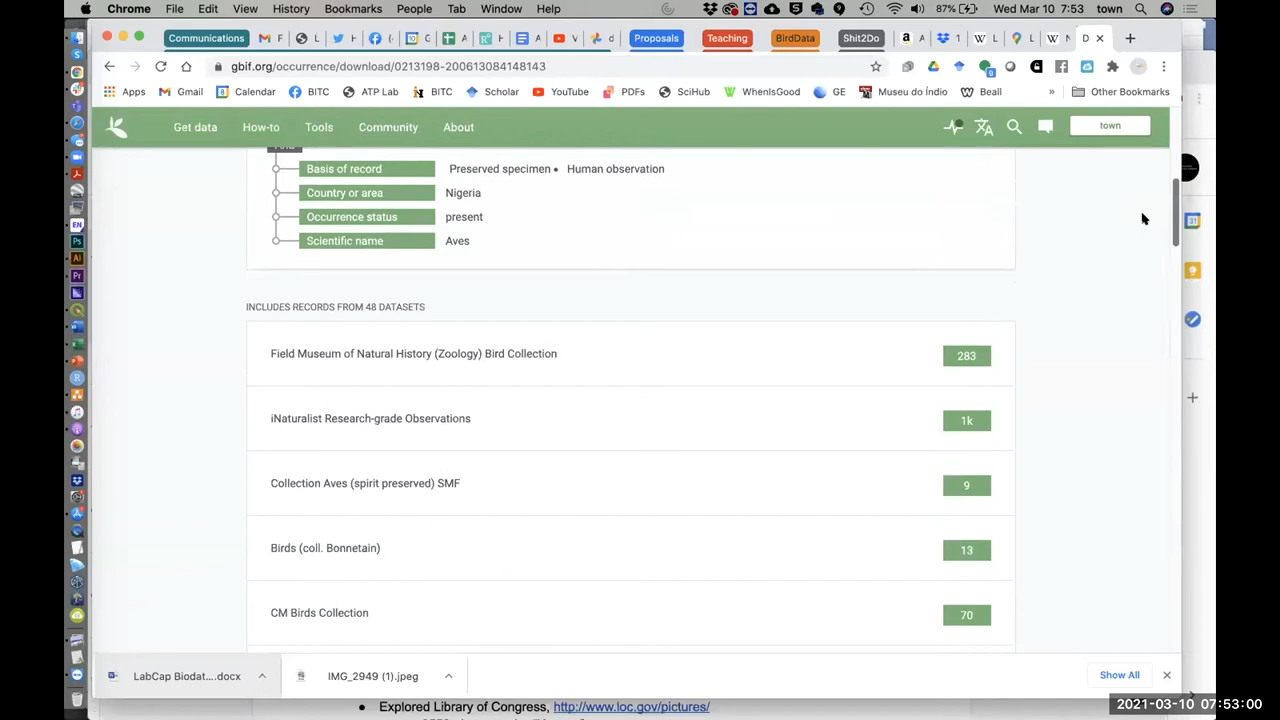 Chrome File Edit View History Bookmarks People Tab Window Help 87% Wed Mar 10 7:53 town
Communications Proposals Teaching BirdData Shit2Do
gbif.org/occurrence/download/0213198-200613084148143
Apps Gmail Calendar BITC ATP Lab BITC Scholar YouTube PDFs SciHub WhenIsGood GE Museu do Índio Beall » Other Bookmarks
Get data How-to Tools Community About town
Basis of record Preserved specimen • Human observation
Country or area Nigeria
Occurrence status present
Scientific name Aves
INCLUDES RECORDS FROM 48 DATASETS
Field Museum of Natural History (Zoology) Bird Collection 283
iNaturalist Research-grade Observations 1k
Collection Aves (spirit preserved) SMF 9
Birds (coll. Bonnetain) 13
CM Birds Collection 70
LabCap Biodat....docx IMG_2949 (1).jpeg Show All
• Explored Library of Congress, http://www.loc.gov/pictures/
2021-03-10 07:53:00